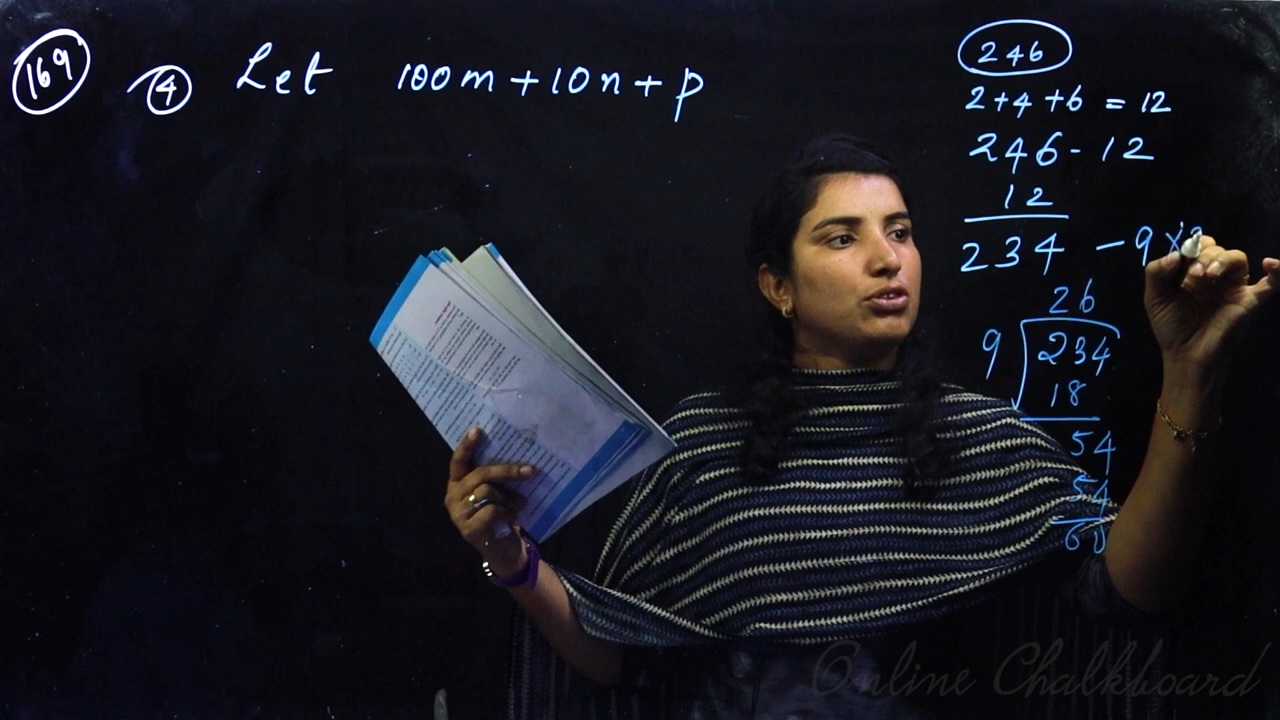 169
4 Let 100m + 10n + p
246
2 + 4 + 6 = 12
246 - 12
12
234 - 9 ×
26
9 234
18
54
54
00
Online Chalkboard